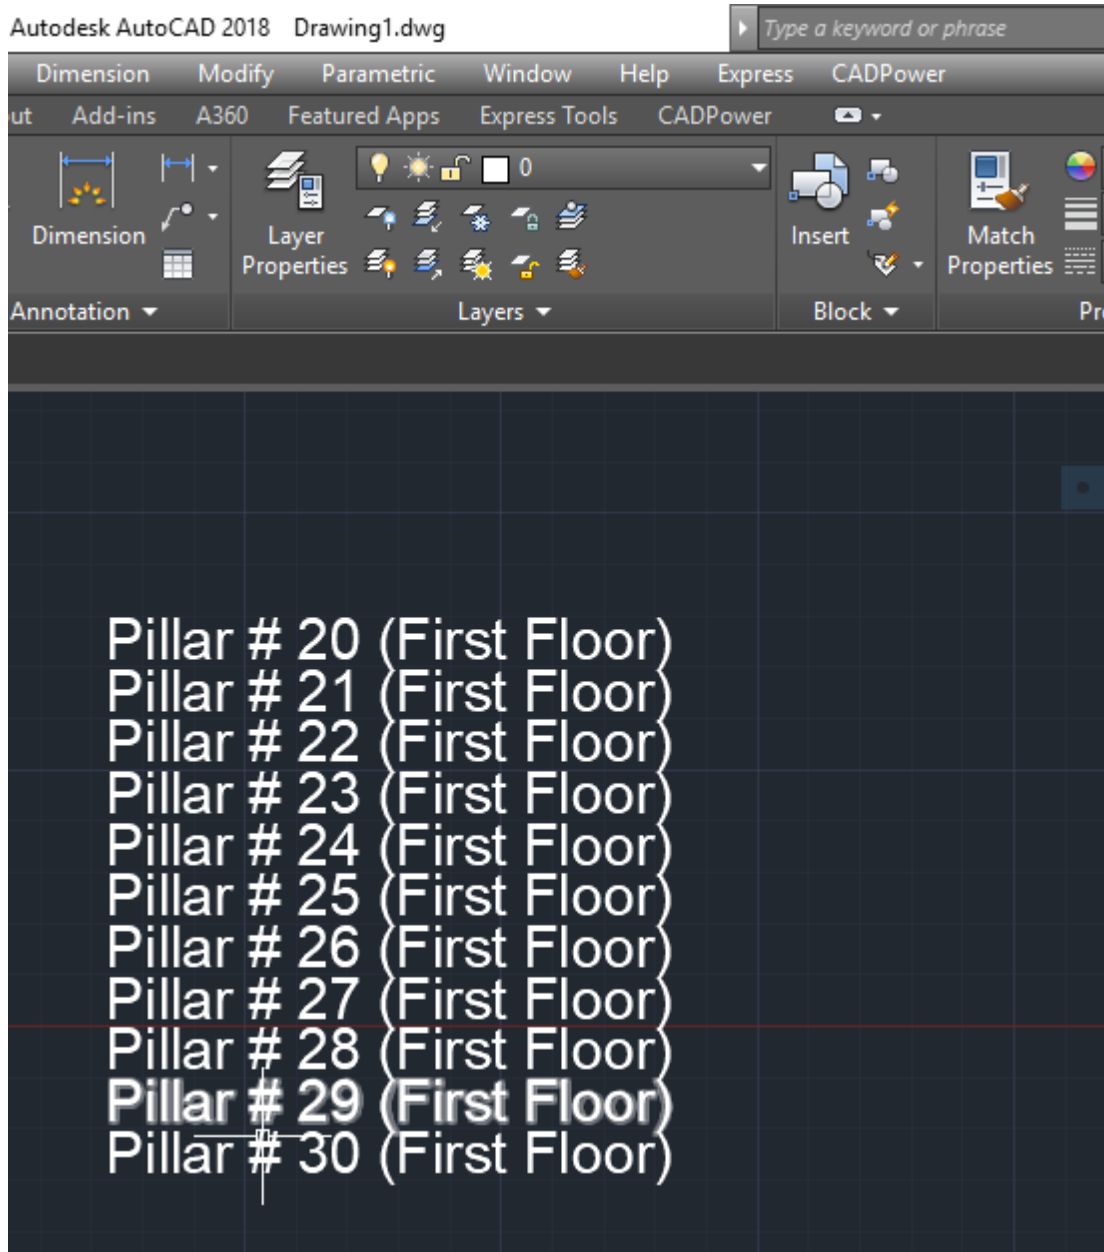 Autodesk AutoCAD 2018 Drawing1.dwg Type a keyword or phrase
Dimension Modify Parametric Window Help Express CADPower
Add-ins A360 Featured Apps Express Tools CADPower
0
Dimension Layer Properties Insert Match Properties
Annotation Layers Block
Pillar # 20 (First Floor)
Pillar # 21 (First Floor)
Pillar # 22 (First Floor)
Pillar # 23 (First Floor)
Pillar # 24 (First Floor)
Pillar # 25 (First Floor)
Pillar # 26 (First Floor)
Pillar # 27 (First Floor)
Pillar # 28 (First Floor)
Pillar # 29 (First Floor)
Pillar # 30 (First Floor)